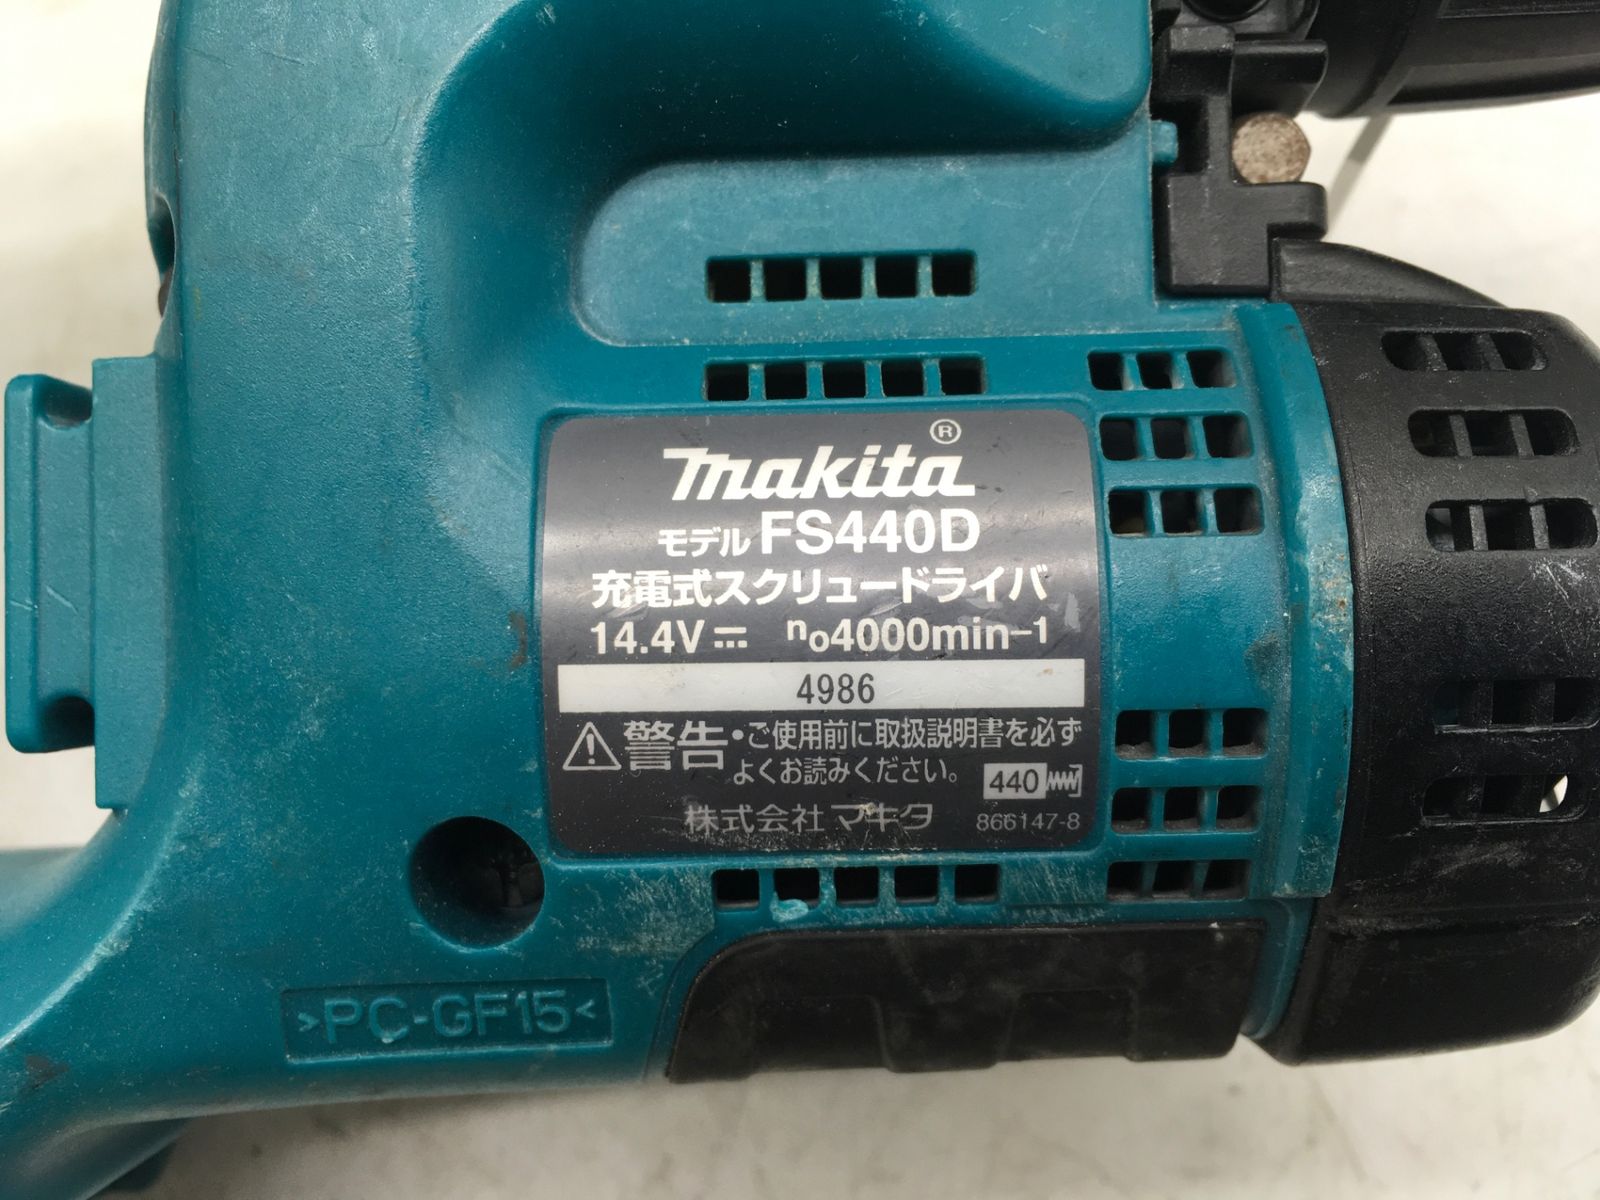 makita®
モデル FS440D
充電式スクリュードライバ
14.4V⎓ n₀4000min-1
4986
⚠警告・ご使用前に取扱説明書を必ず
よくお読みください。
440
株式会社 マキタ 866147-8
>PC-GF15<